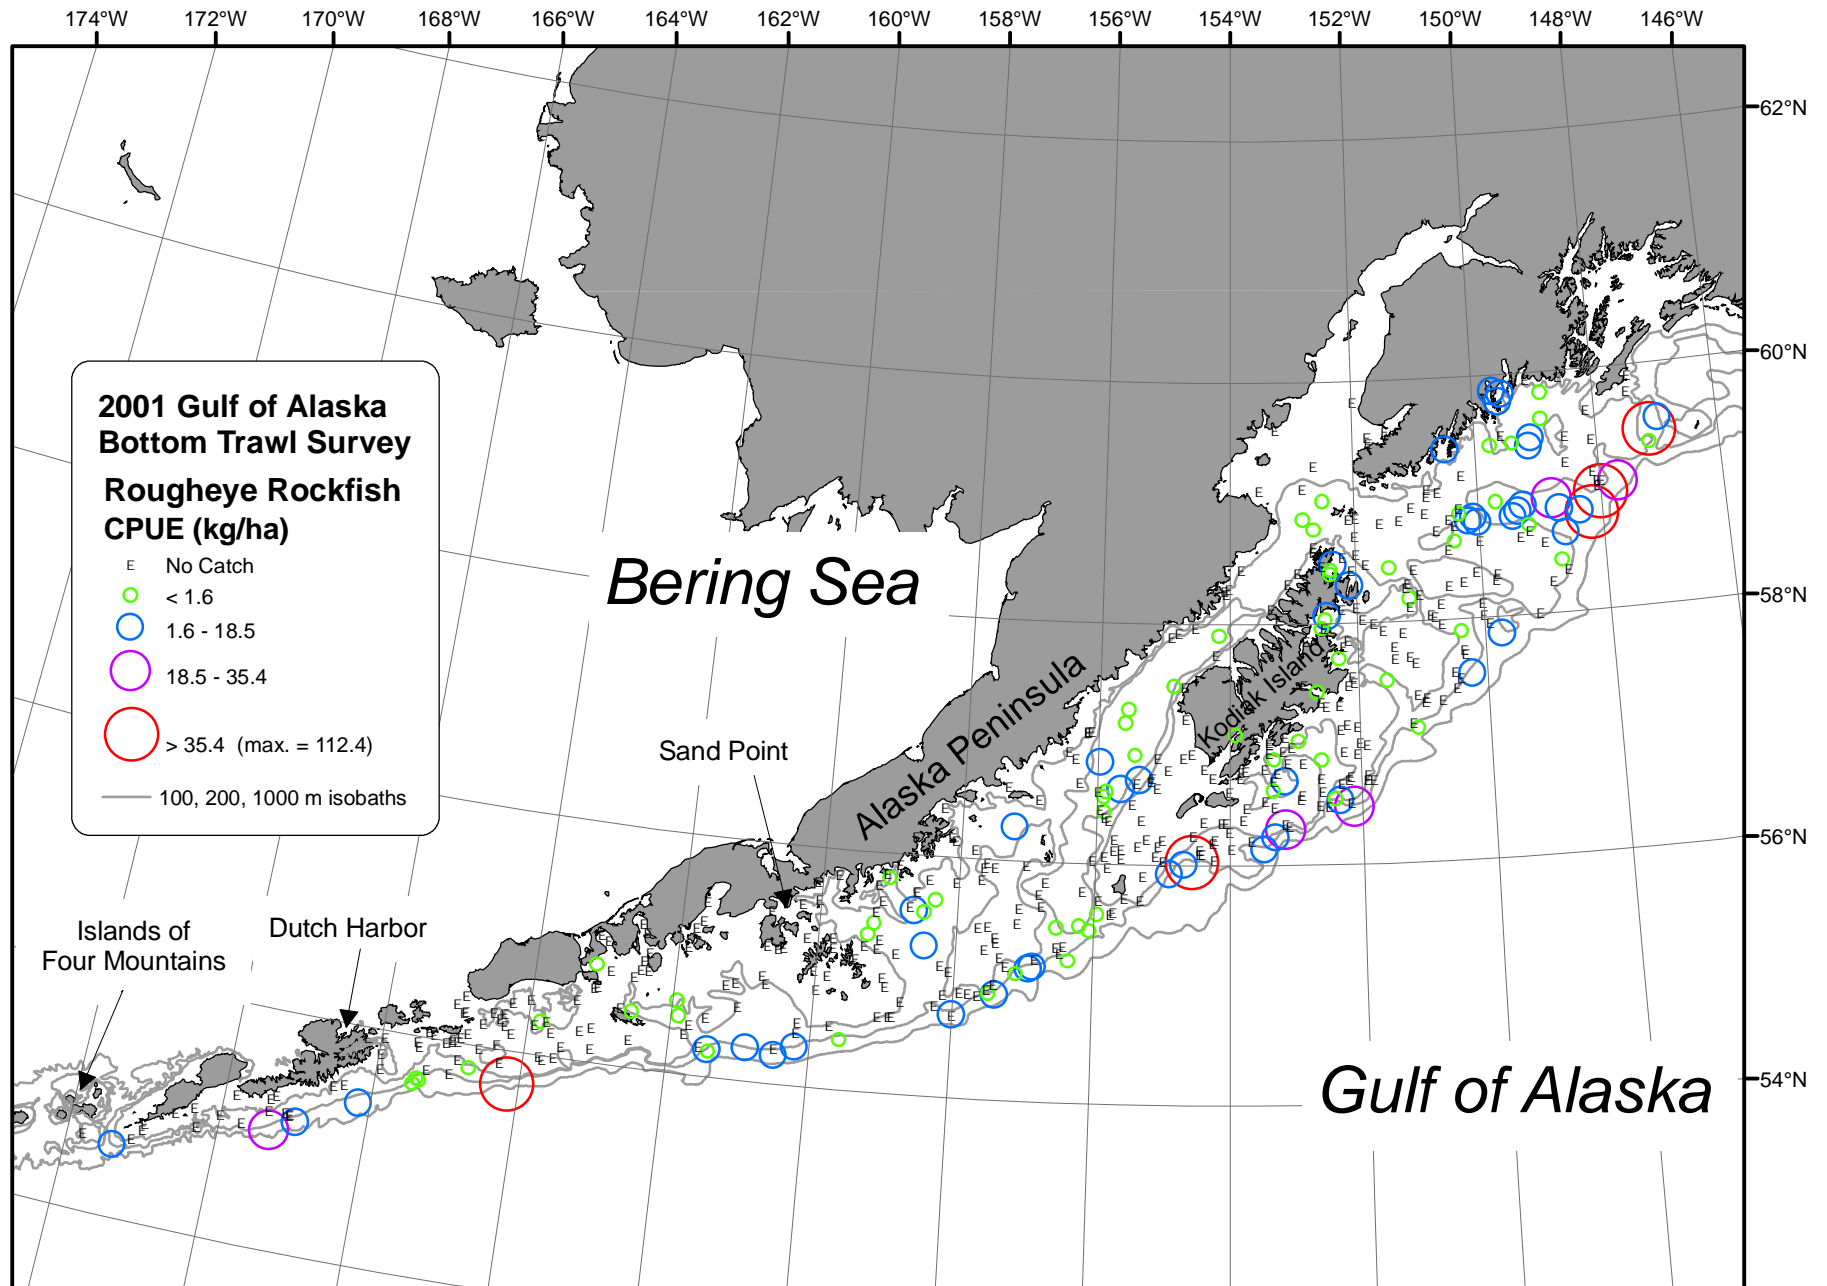 174°W 172°W 170°W 168°W 166°W 164°W 162°W 160°W 158°W 156°W 154°W 152°W 150°W 148°W 146°W
62°N
60°N
58°N
56°N
54°N
2001 Gulf of Alaska
Bottom Trawl Survey
Rougheye Rockfish
CPUE (kg/ha)
E No Catch
< 1.6
1.6 - 18.5
18.5 - 35.4
> 35.4 (max. = 112.4)
100, 200, 1000 m isobaths
Bering Sea
Alaska Peninsula
Kodiak Island
Sand Point
Dutch Harbor
Islands of
Four Mountains
Gulf of Alaska